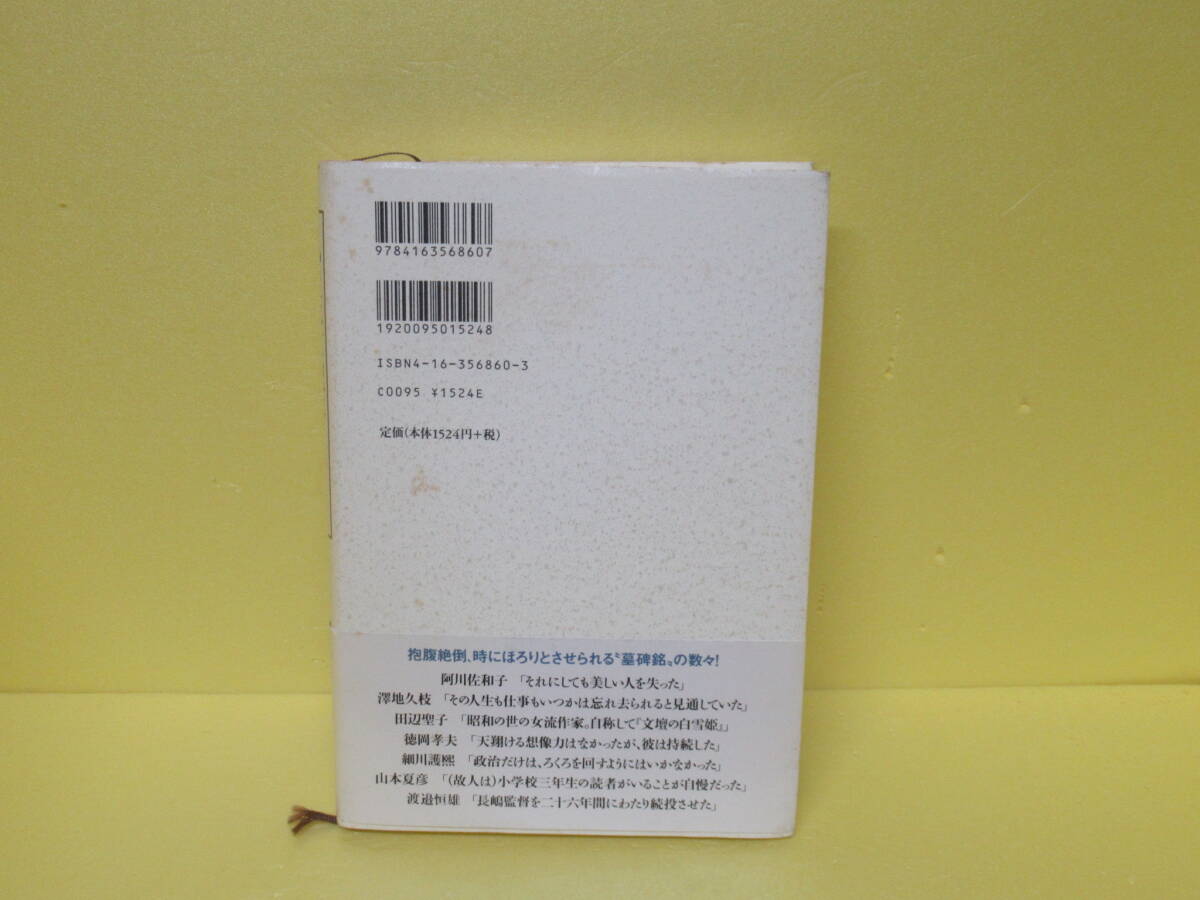 9784163568607
1920095015248
ISBN4-16-356860-3
C0095 ¥1524E
定価(本体1524円+税)
抱腹絶倒、時にほろりとさせられる〝墓碑銘〟の数々!
阿川佐和子 「それにしても美しい人を失った」
澤地久枝 「その人生も仕事もいつかは忘れ去られると見通していた」
田辺聖子 「昭和の世の女流作家。自称して『文壇の白雪姫』」
徳岡孝夫 「天翔ける想像力はなかったが、彼は持続した」
細川護熙 「政治だけは、ろくろを回すようにはいかなかった」
山本夏彦 「(故人は)小学校三年生の読者がいることが自慢だった」
渡邉恒雄 「長嶋監督を二十六年間にわたり続投させた」